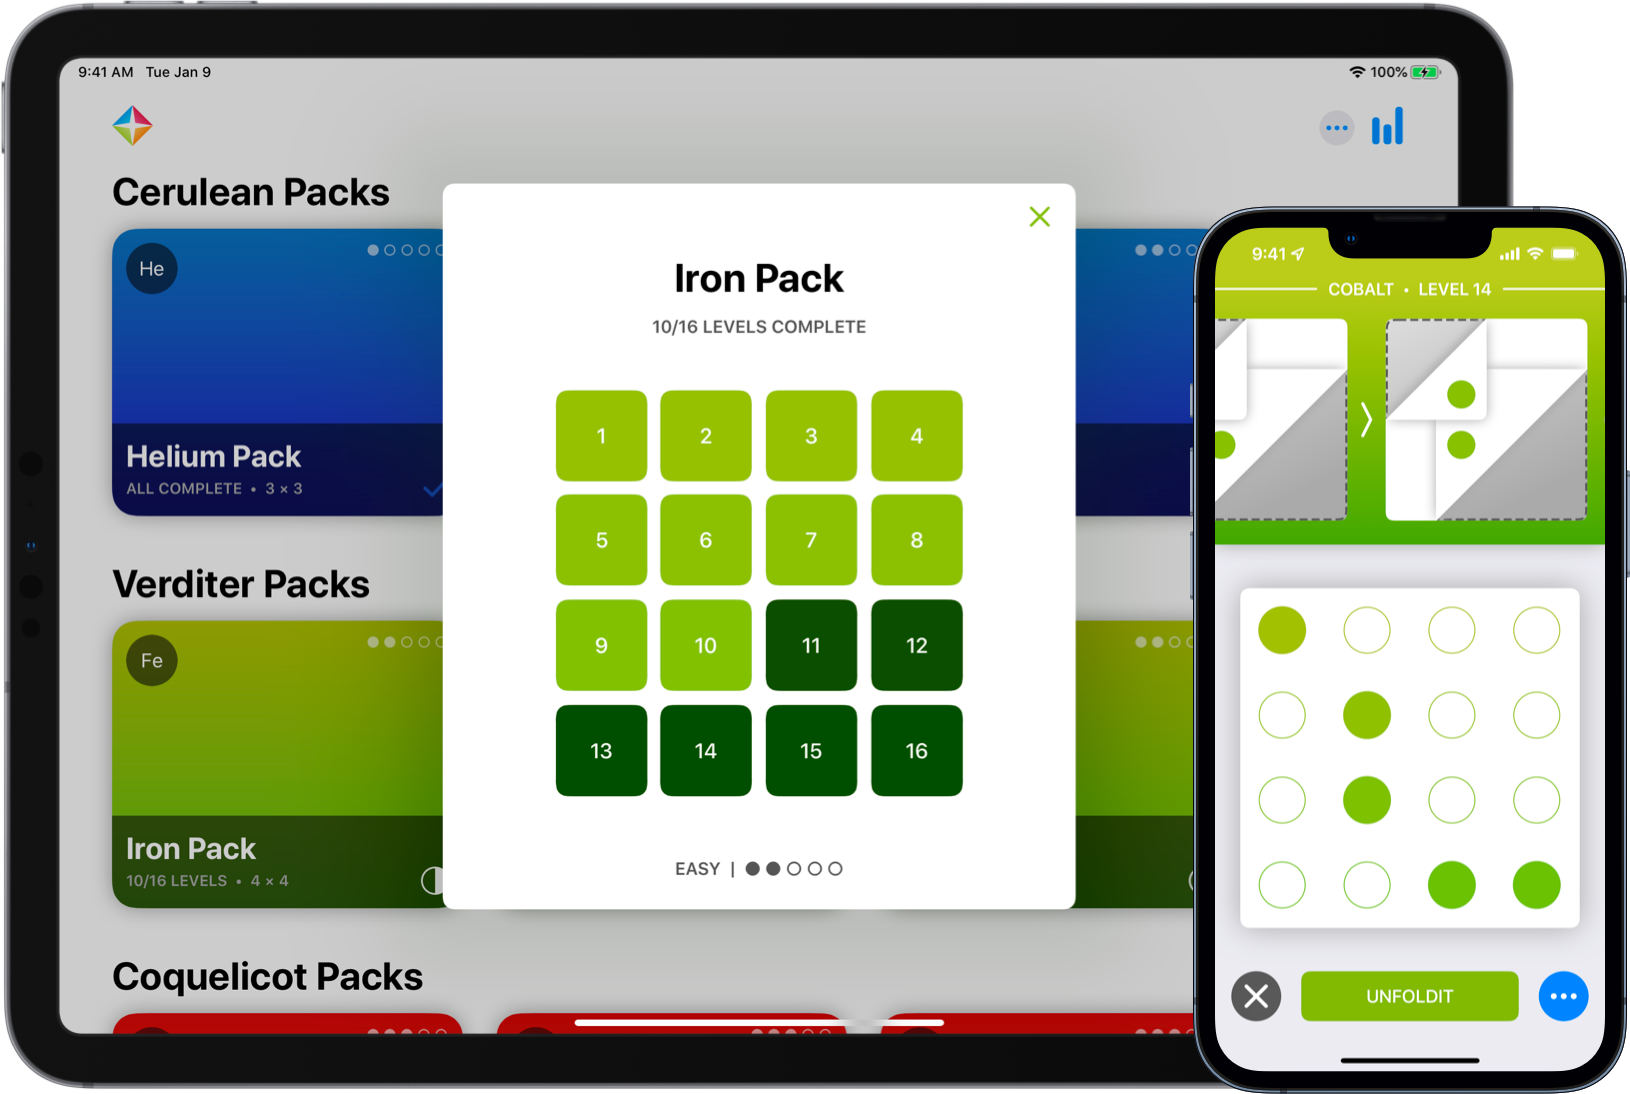 9:41 AM Tue Jan 9
100%
Cerulean Packs
He
Helium Pack
ALL COMPLETE • 3 × 3
Verditer Packs
Fe
Iron Pack
10/16 LEVELS • 4 × 4
Coquelicot Packs
Iron Pack
10/16 LEVELS COMPLETE
1 2 3 4
5 6 7 8
9 10 11 12
13 14 15 16
EASY |
9:41
COBALT • LEVEL 14
UNFOLDIT